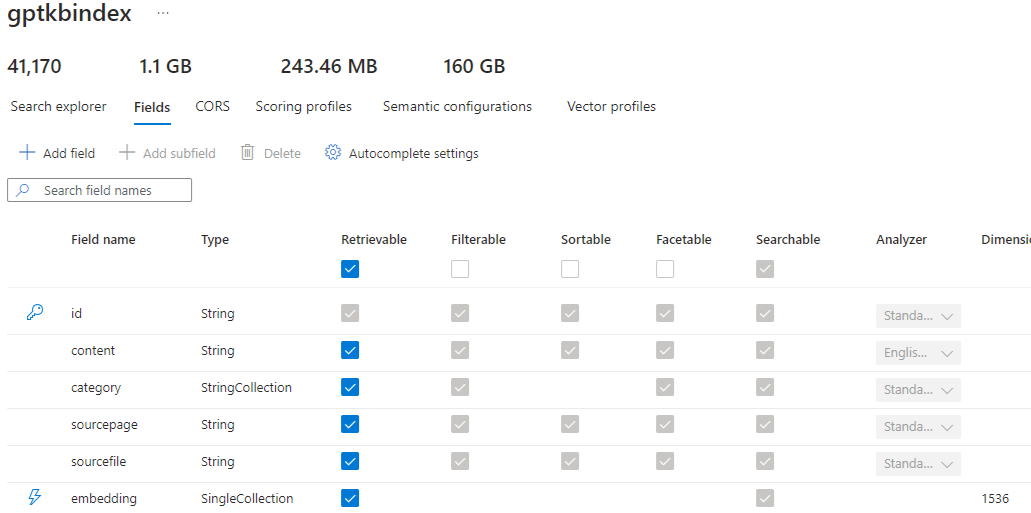 gptkbindex ...
41,170 1.1 GB 243.46 MB 160 GB
Search explorer Fields CORS Scoring profiles Semantic configurations Vector profiles
Add field Add subfield Delete Autocomplete settings
Search field names
Field name Type Retrievable Filterable Sortable Facetable Searchable Analyzer Dimensi
id String Standa...
content String Englis...
category StringCollection Standa...
sourcepage String Standa...
sourcefile String Standa...
embedding SingleCollection 1536